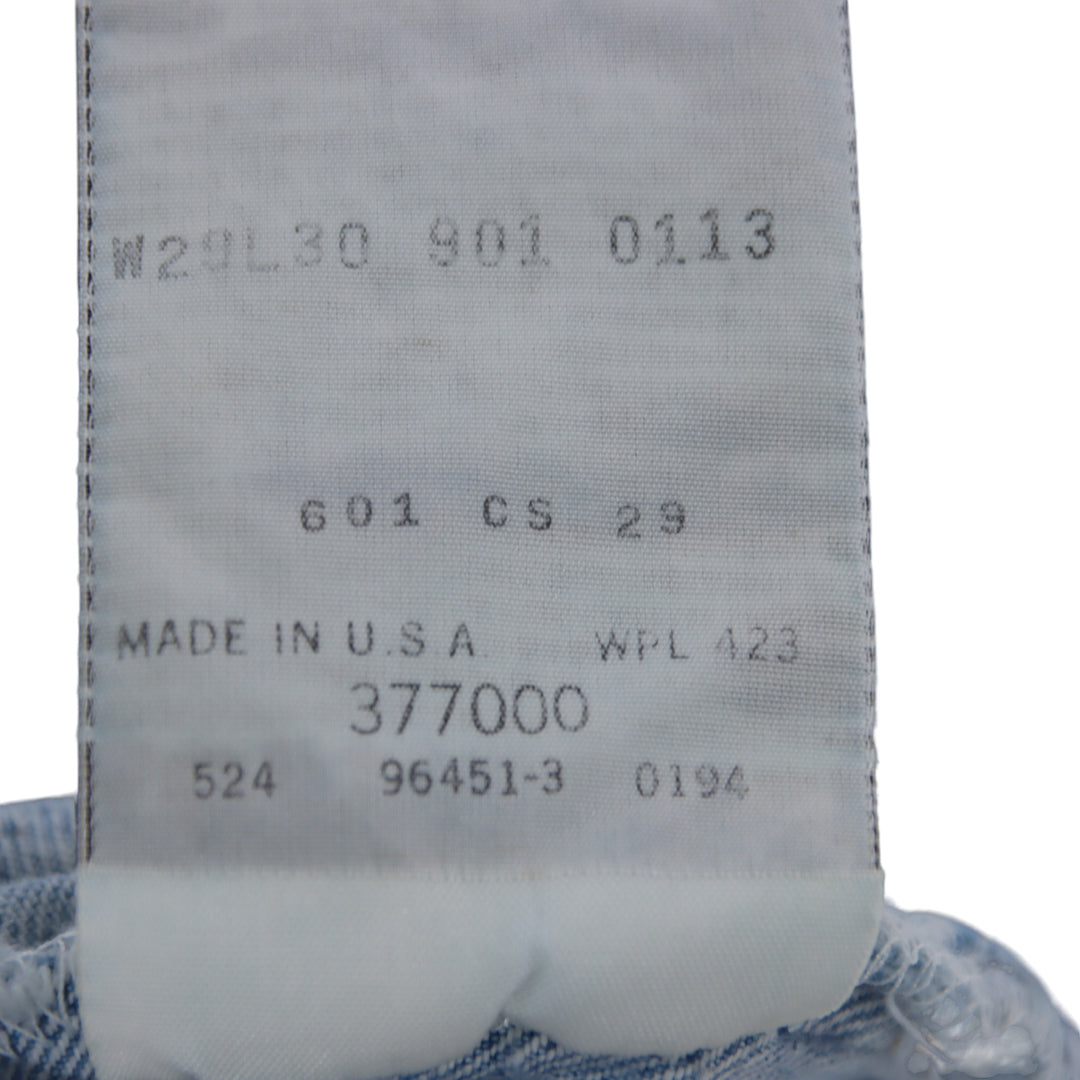 W29L30 901 0113
601 CS 29
MADE IN U.S.A. WPL 423
377000
524 96451-3 0194